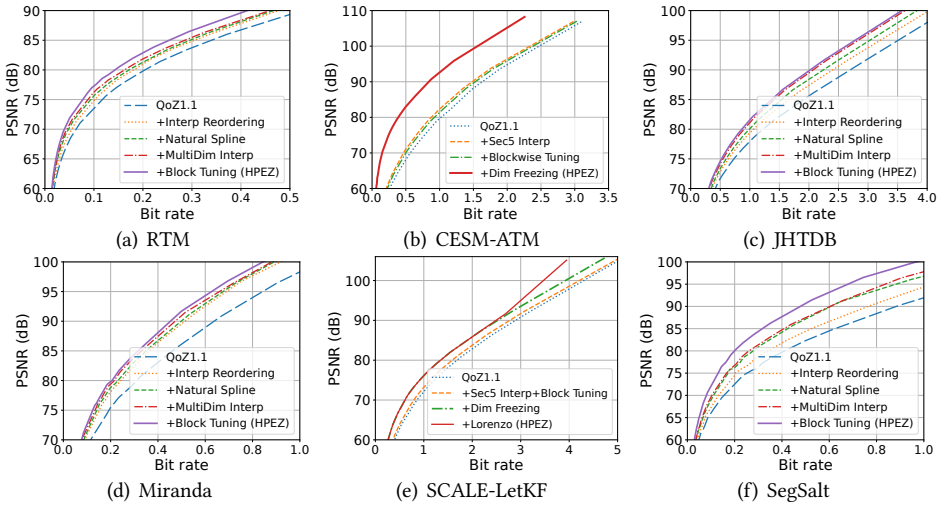 90
85
80
75
70
65
60
PSNR (dB)
QoZ1.1
+Interp Reordering
+Natural Spline
+MultiDim Interp
+Block Tuning (HPEZ)
0.0 0.1 0.2 0.3 0.4 0.5
Bit rate
(a) RTM
110
100
90
80
70
60
PSNR (dB)
QoZ1.1
+Sec5 Interp
+Blockwise Tuning
+Dim Freezing (HPEZ)
0.0 0.5 1.0 1.5 2.0 2.5 3.0 3.5
Bit rate
(b) CESM-ATM
100
95
90
85
80
75
70
PSNR (dB)
QoZ1.1
+Interp Reordering
+Natural Spline
+MultiDim Interp
+Block Tuning (HPEZ)
0.0 0.5 1.0 1.5 2.0 2.5 3.0 3.5 4.0
Bit rate
(c) JHTDB
100
95
90
85
80
75
70
PSNR (dB)
QoZ1.1
+Interp Reordering
+Natural Spline
+MultiDim Interp
+Block Tuning (HPEZ)
0.0 0.2 0.4 0.6 0.8 1.0
Bit rate
(d) Miranda
100
90
80
70
60
PSNR (dB)
QoZ1.1
+Sec5 Interp+Block Tuning
+Dim Freezing
+Lorenzo (HPEZ)
0 1 2 3 4 5
Bit rate
(e) SCALE-LetKF
100
95
90
85
80
75
70
65
60
PSNR (dB)
QoZ1.1
+Interp Reordering
+Natural Spline
+MultiDim Interp
+Block Tuning (HPEZ)
0.0 0.2 0.4 0.6 0.8 1.0
Bit rate
(f) SegSalt